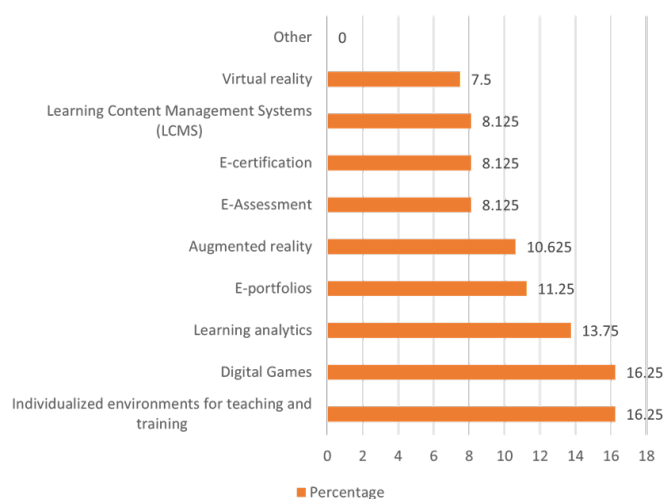 Other
0
Virtual reality
7.5
Learning Content Management Systems
(LCMS)
8.125
E-certification
8.125
E-Assessment
8.125
Augmented reality
10.625
E-portfolios
11.25
Learning analytics
13.75
Digital Games
16.25
Individualized environments for teaching and
training
16.25
0 2 4 6 8 10 12 14 16 18
Percentage